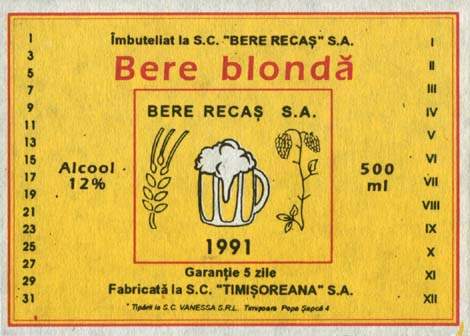 Îmbuteliat la S.C. "BERE RECAȘ" S.A.
Bere blondă
BERE RECAȘ S.A.
Alcool
12%
500
ml
1991
Garanție 5 zile
Fabricată la S.C. "TIMIȘOREANA" S.A.
* Tipărit la S.C. VANESSA S.R.L. Timișoara Popa Șapcă 4
1
3
5
7
9
11
13
15
17
19
21
23
25
27
29
31
I
II
III
IV
V
VI
VII
VIII
IX
X
XI
XII